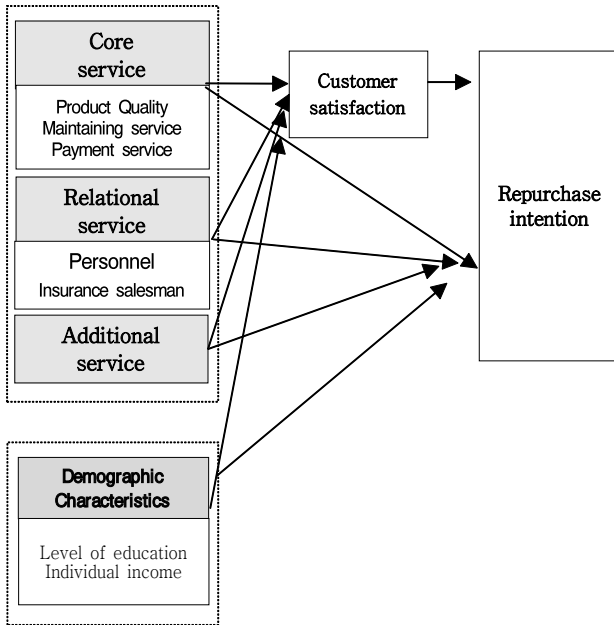 Core
service
Product Quality
Maintaining service
Payment service
Relational
service
Personnel
Insurance salesman
Additional
service
Demographic
Characteristics
Level of education
Individual income
Customer
satisfaction
Repurchase
intention